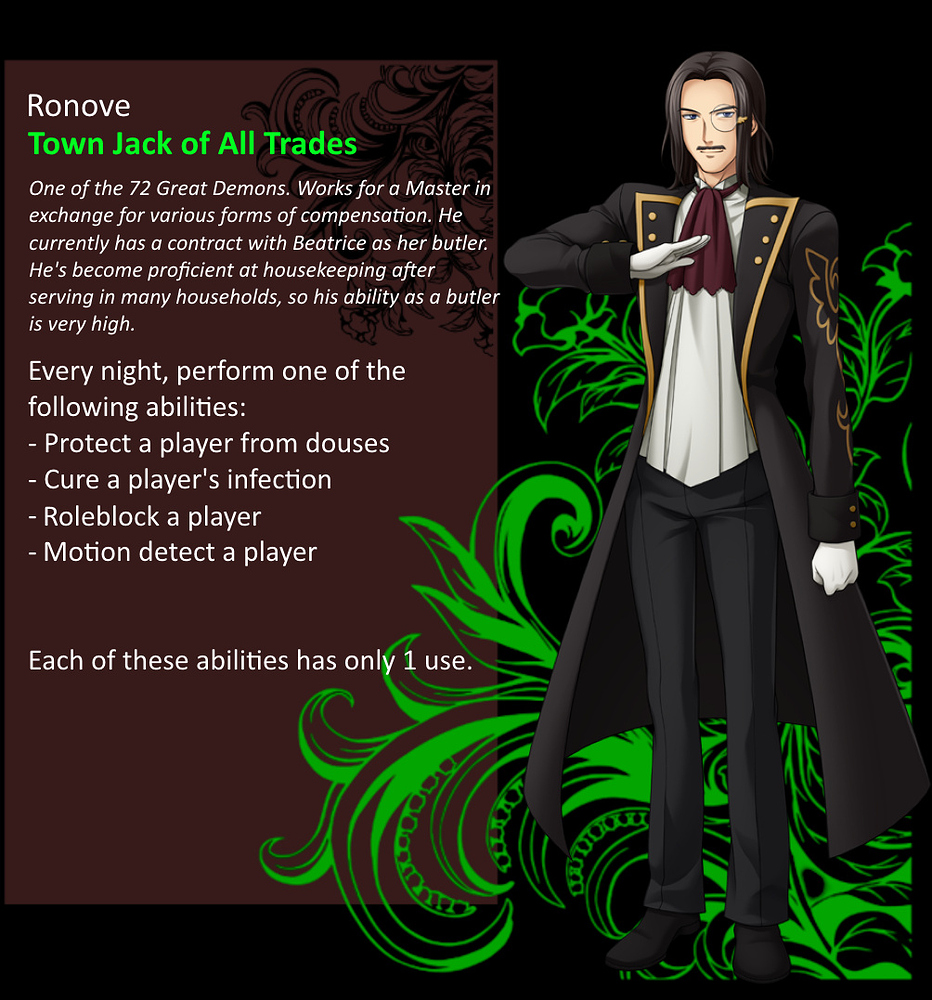 Ronove
Town Jack of All Trades
One of the 72 Great Demons. Works for a Master in
exchange for various forms of compensation. He
currently has a contract with Beatrice as her butler.
He's become proficient at housekeeping after
serving in many households, so his ability as a butler
is very high.
Every night, perform one of the
following abilities:
- Protect a player from douses
- Cure a player's infection
- Roleblock a player
- Motion detect a player
Each of these abilities has only 1 use.